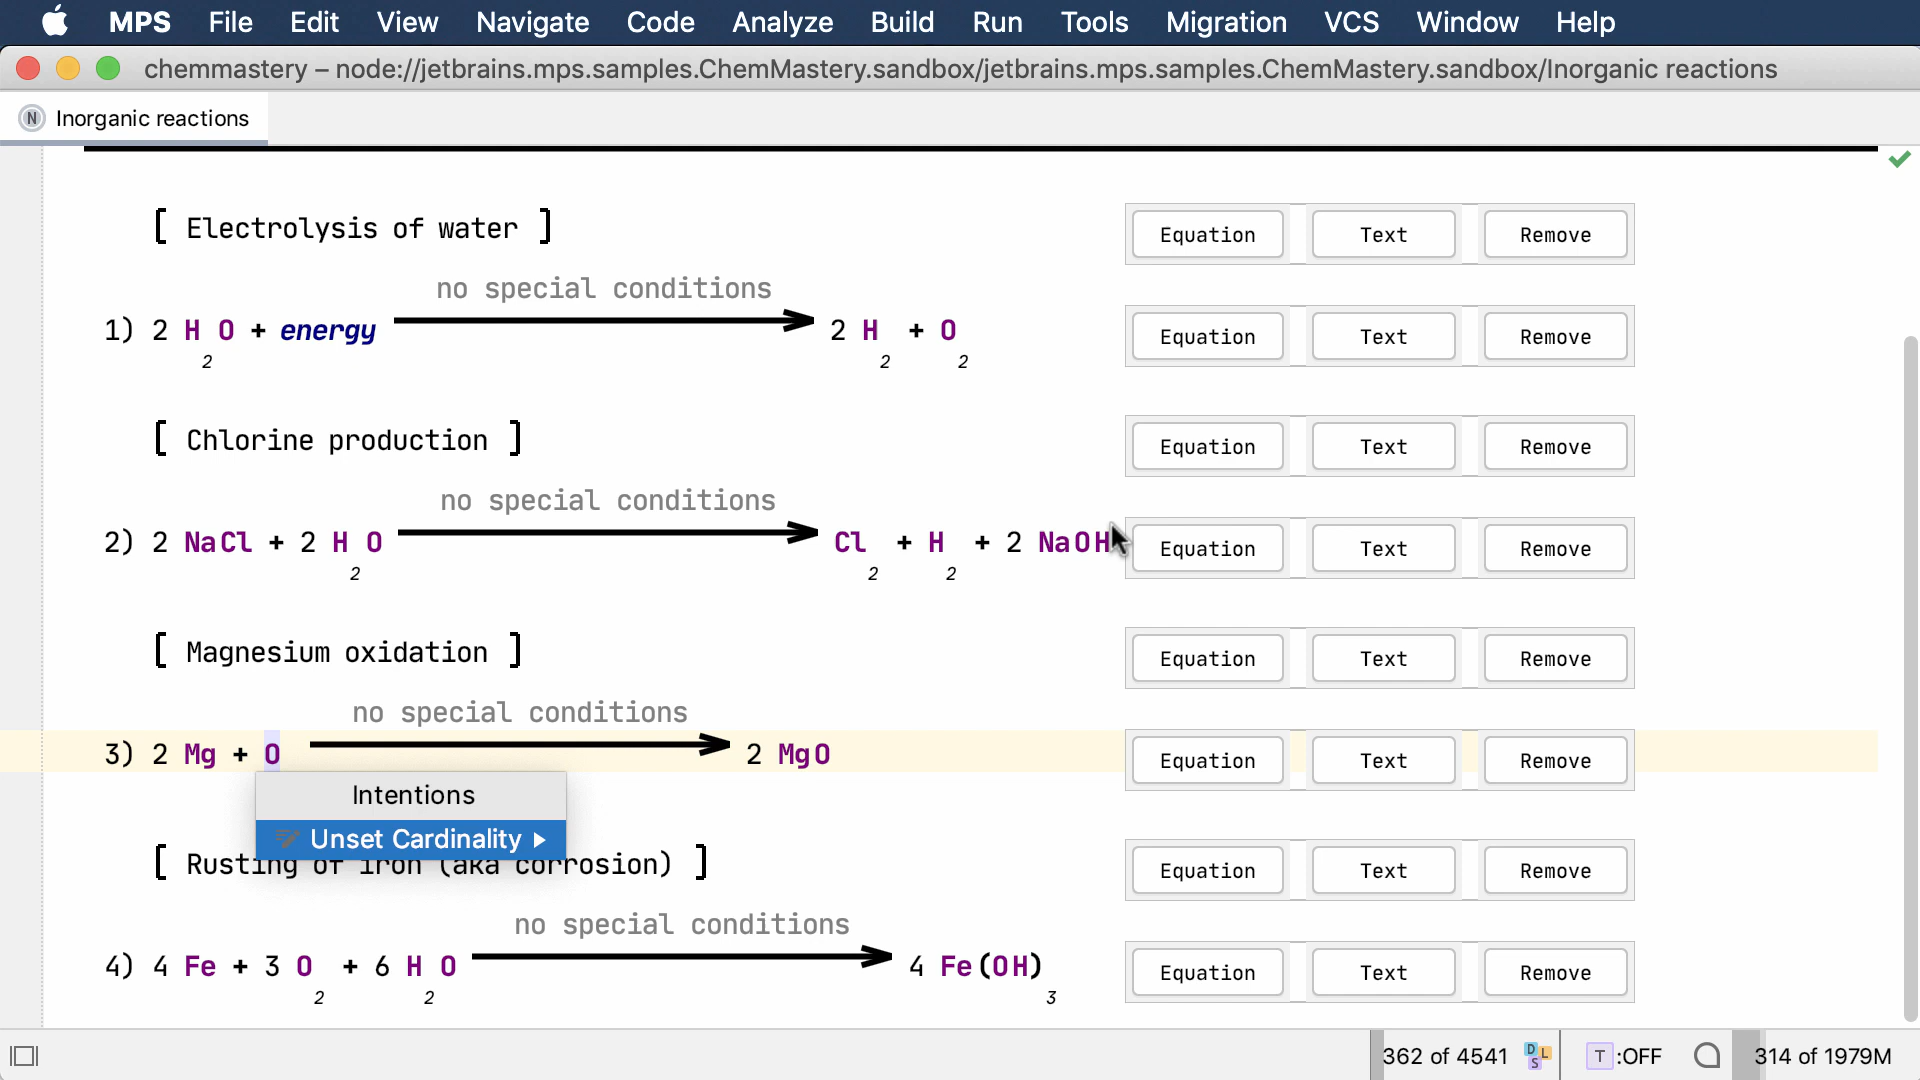 MPS File Edit View Navigate Code Analyze Build Run Tools Migration VCS Window Help
chemmastery – node://jetbrains.mps.samples.ChemMastery.sandbox/jetbrains.mps.samples.ChemMastery.sandbox/Inorganic reactions
N Inorganic reactions
[ Electrolysis of water ] Equation Text Remove
no special conditions
1) 2 H O + energy 2 H + O Equation Text Remove
2 2 2
[ Chlorine production ] Equation Text Remove
no special conditions
2) 2 NaCl + 2 H O Cl + H + 2 NaOH Equation Text Remove
2 2 2
[ Magnesium oxidation ] Equation Text Remove
no special conditions
3) 2 Mg + O 2 MgO Equation Text Remove
Intentions
Unset Cardinality
[ Rusting of iron (aka corrosion) ] Equation Text Remove
no special conditions
4) 4 Fe + 3 O + 6 H O 4 Fe(OH) Equation Text Remove
2 2 3
362 of 4541 DLS T :OFF 314 of 1979M